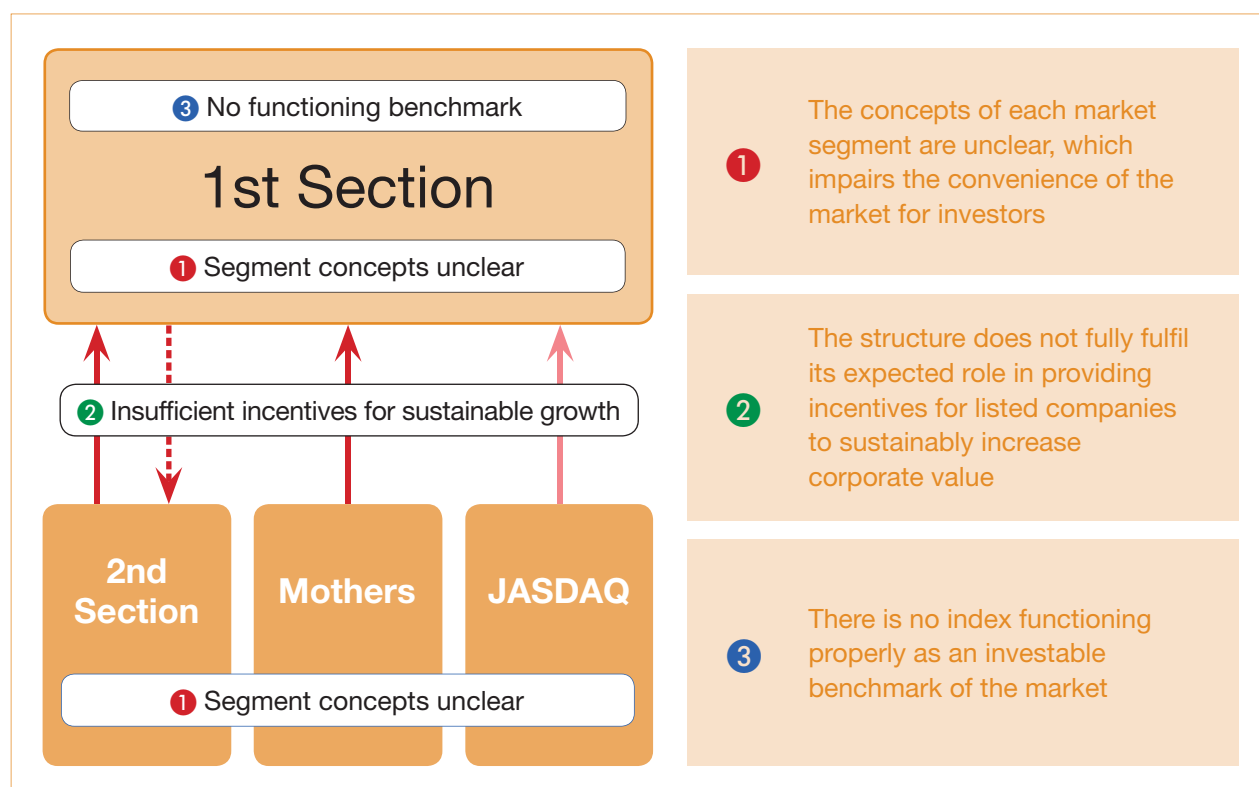 3 No functioning benchmark
1st Section
1 Segment concepts unclear
2 Insufficient incentives for sustainable growth
2nd
Section
Mothers
JASDAQ
1 Segment concepts unclear
1
The concepts of each market
segment are unclear, which
impairs the convenience of the
market for investors
2
The structure does not fully fulfil
its expected role in providing
incentives for listed companies
to sustainably increase
corporate value
3
There is no index functioning
properly as an investable
benchmark of the market